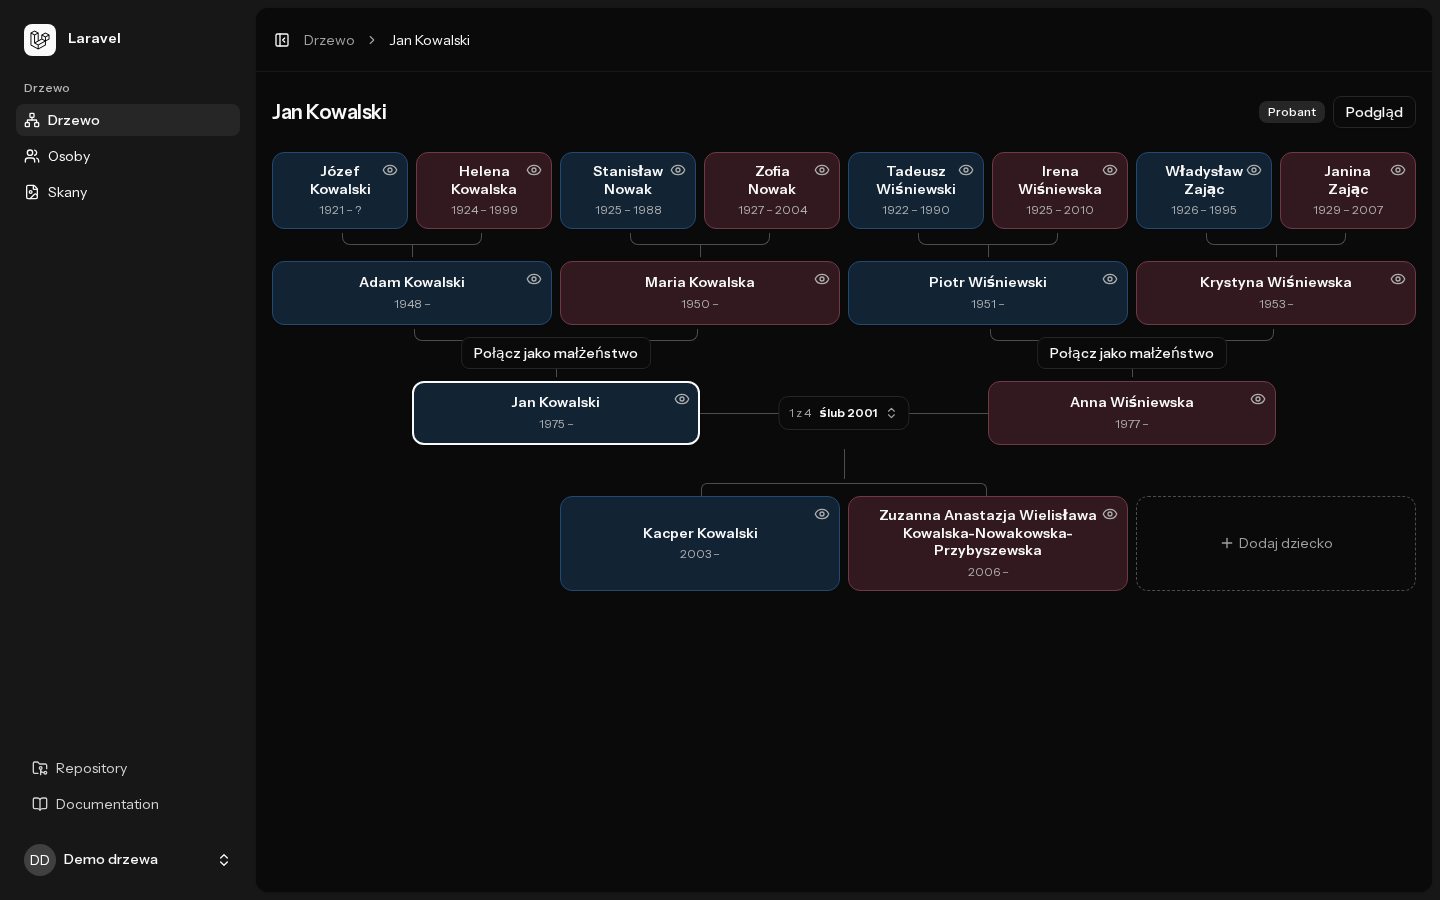 Laravel
Drzewo
Drzewo
Osoby
Skany
Repository
Documentation
DD
Demo drzewa
Drzewo
Jan Kowalski
Jan Kowalski
Probant
Podgląd
Józef
Kowalski
1921 – ?
Helena
Kowalska
1924 – 1999
Stanisław
Nowak
1925 – 1988
Zofia
Nowak
1927 – 2004
Tadeusz
Wiśniewski
1922 – 1990
Irena
Wiśniewska
1925 – 2010
Władysław
Zając
1926 – 1995
Janina
Zając
1929 – 2007
Adam Kowalski
1948 –
Maria Kowalska
1950 –
Piotr Wiśniewski
1951 –
Krystyna Wiśniewska
1953 –
Połącz jako małżeństwo
Połącz jako małżeństwo
Jan Kowalski
1975 –
1 z 4 ślub 2001
Anna Wiśniewska
1977 –
Kacper Kowalski
2003 –
Zuzanna Anastazja Wielisława
Kowalska-Nowakowska-
Przybyszewska
2006 –
+ Dodaj dziecko